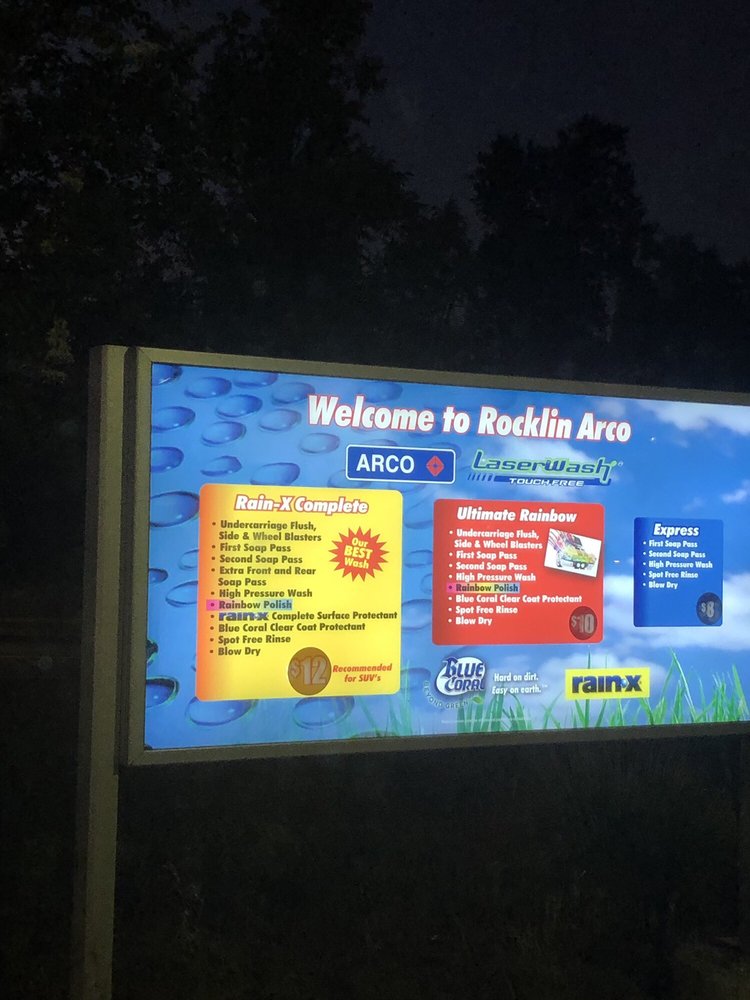 Welcome to Rocklin Arco
ARCO
LaserWash®
TOUCHFREE
Rain-X Complete
• Undercarriage Flush,
Side & Wheel Blasters
• First Soap Pass
• Second Soap Pass
• Extra Front and Rear
Soap Pass
• High Pressure Wash
• Rainbow Polish
• rain-x Complete Surface Protectant
• Blue Coral Clear Coat Protectant
• Spot Free Rinse
• Blow Dry
Our
BEST
Wash
$12
Recommended
for SUV's
Ultimate Rainbow
• Undercarriage Flush,
Side & Wheel Blasters
• First Soap Pass
• Second Soap Pass
• High Pressure Wash
• Rainbow Polish
• Blue Coral Clear Coat Protectant
• Spot Free Rinse
• Blow Dry
$10
Express
• First Soap Pass
• Second Soap Pass
• High Pressure Wash
• Spot Free Rinse
• Blow Dry
$8
BLUE
CORAL
BEYOND GREEN
Hard on dirt.
Easy on earth.™
rain-x